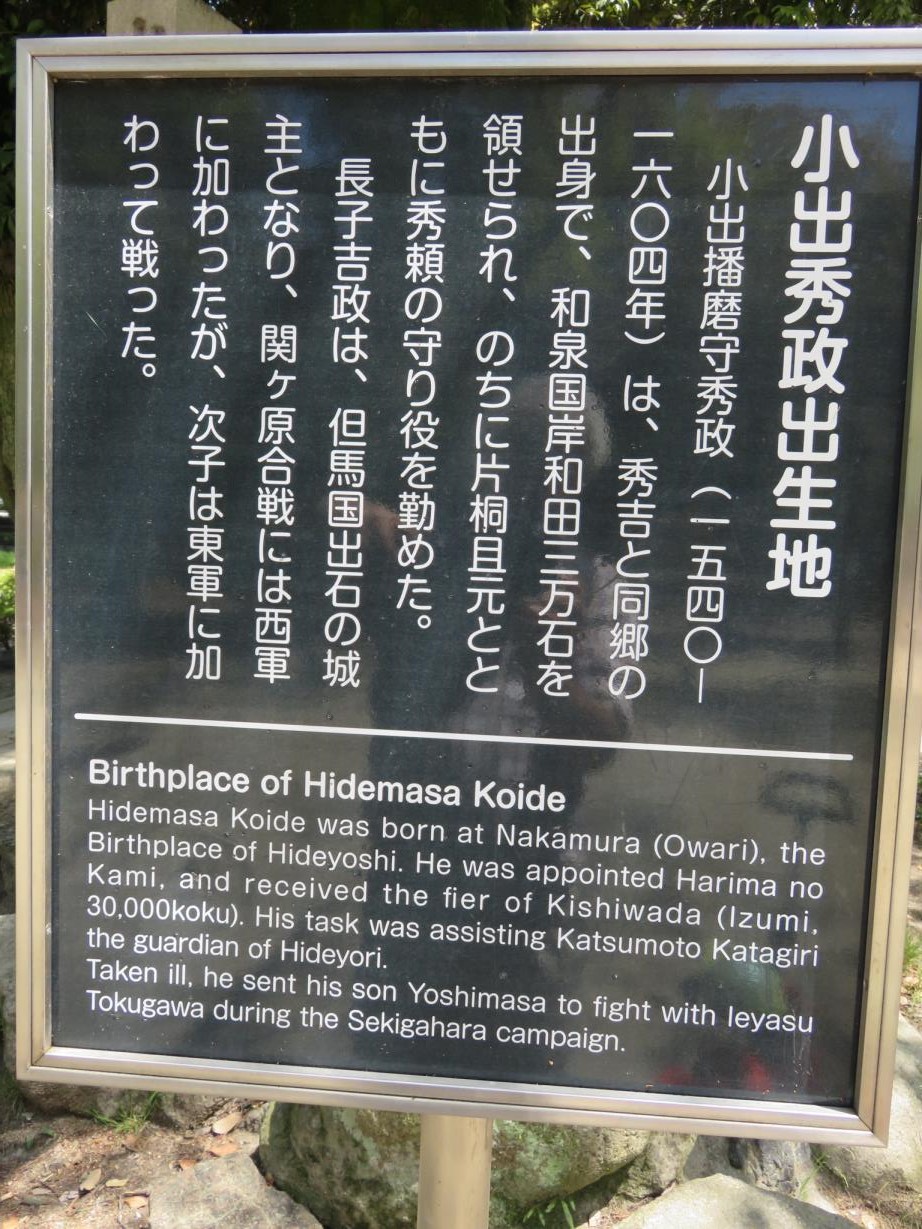 小出秀政出生地
小出播磨守秀政（一五四〇―
一六〇四年）は、秀吉と同郷の
出身で、和泉国岸和田三万石を
領せられ、のちに片桐且元とと
もに秀頼の守り役を勤めた。
長子吉政は、但馬国出石の城
主となり、関ヶ原合戦には西軍
に加わったが、次子は東軍に加
わって戦った。
Birthplace of Hidemasa Koide
Hidemasa Koide was born at Nakamura (Owari), the
Birthplace of Hideyoshi. He was appointed Harima no
Kami, and received the fier of Kishiwada (Izumi,
30,000koku). His task was assisting Katsumoto Katagiri
the guardian of Hideyori.
Taken ill, he sent his son Yoshimasa to fight with Ieyasu
Tokugawa during the Sekigahara campaign.